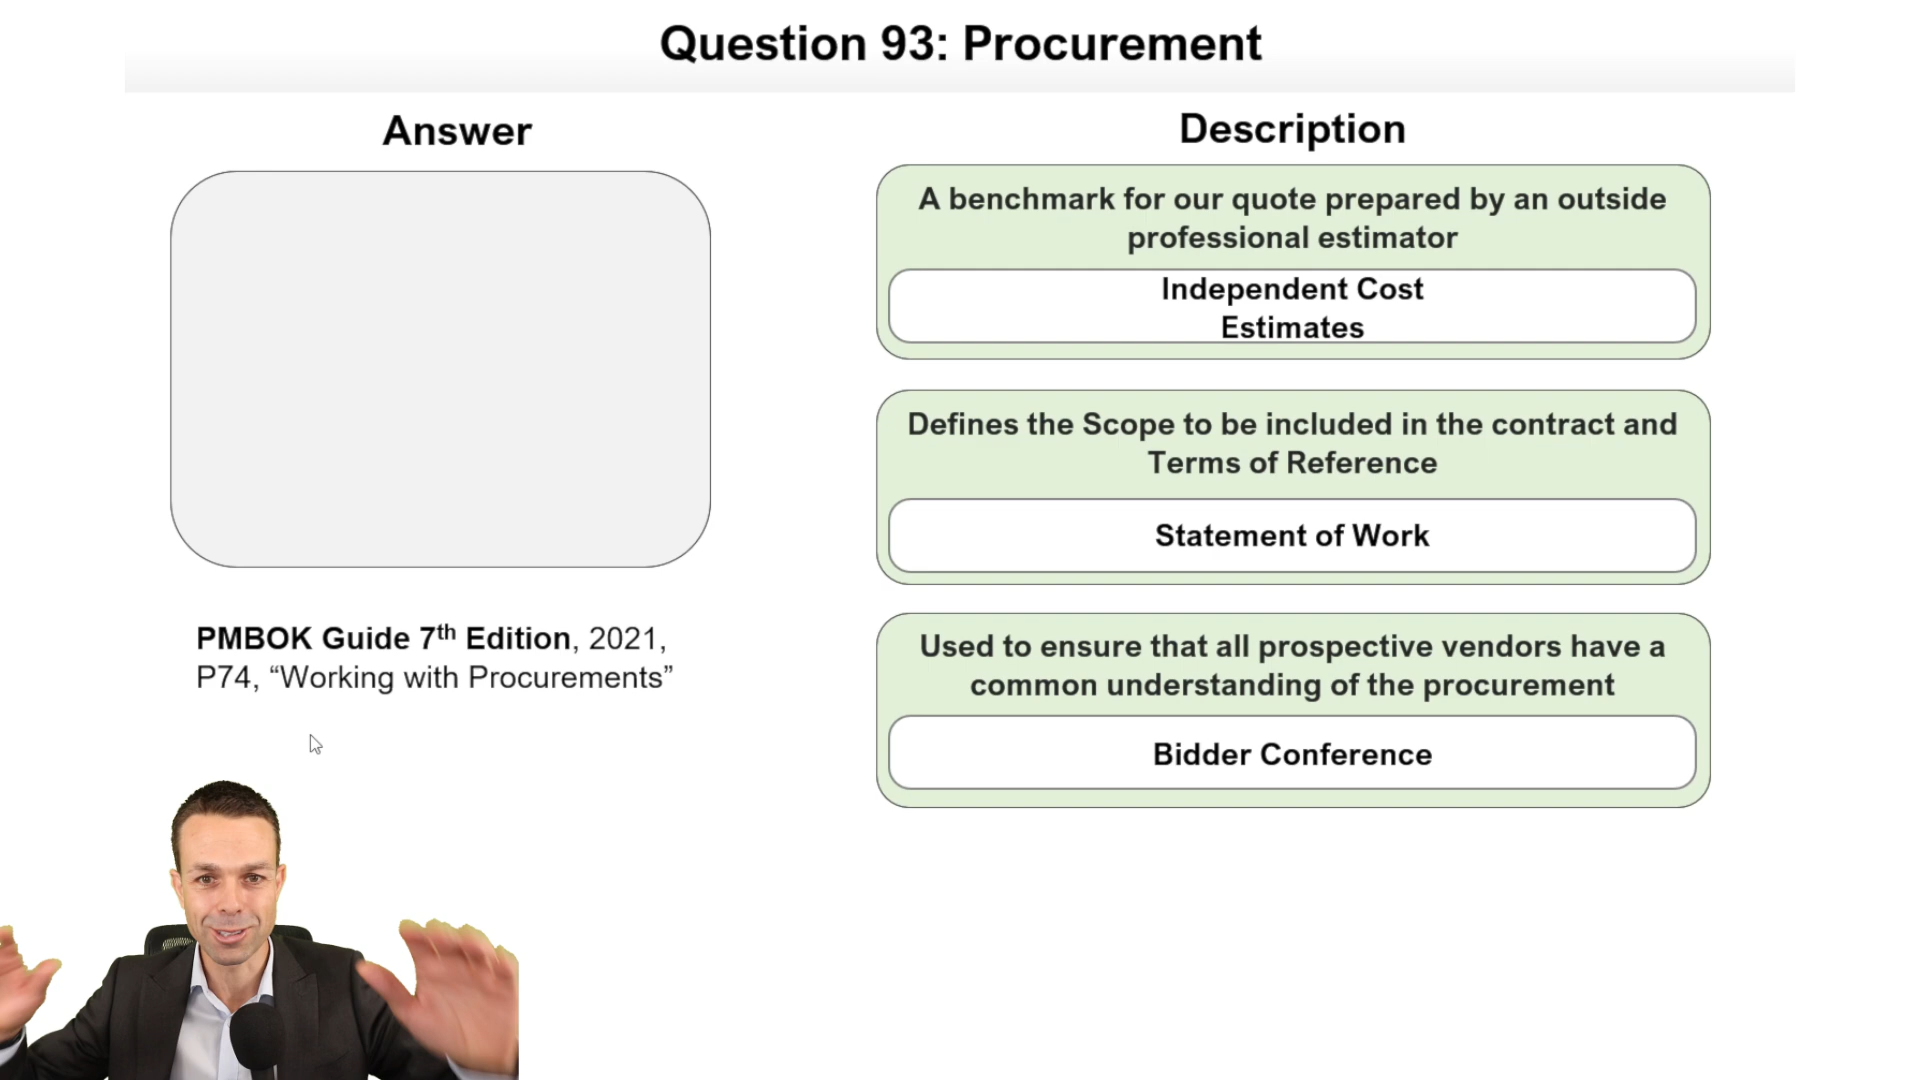 Question 93: Procurement
Answer
Description
A benchmark for our quote prepared by an outside
professional estimator
Independent Cost
Estimates
Defines the Scope to be included in the contract and
Terms of Reference
Statement of Work
PMBOK Guide 7th Edition, 2021,
P74, “Working with Procurements”
Used to ensure that all prospective vendors have a
common understanding of the procurement
Bidder Conference